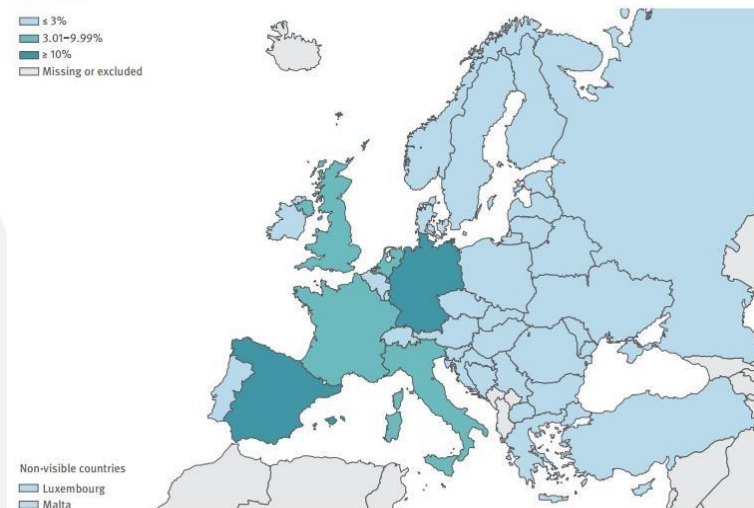 ≤ 3%
3.01–9.99%
≥ 10%
Missing or excluded
Non-visible countries
Luxembourg
Malta